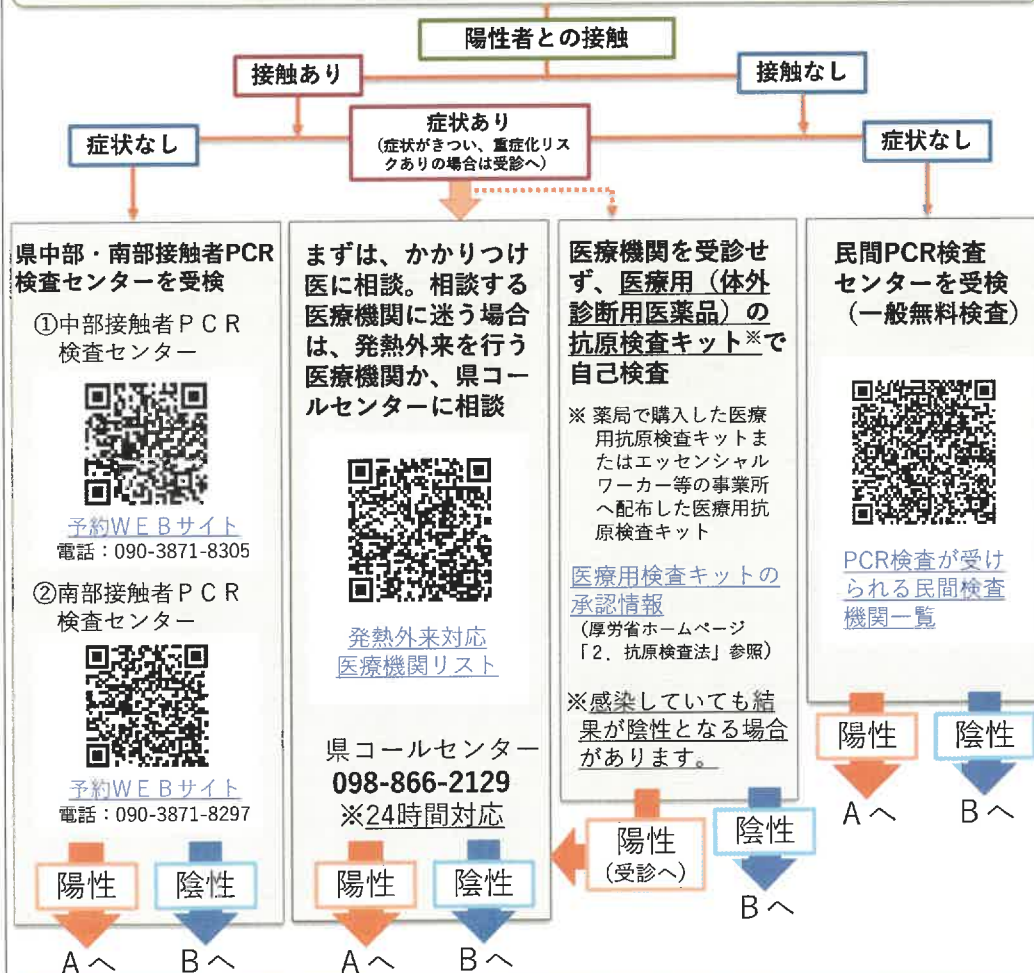 陽性者との接触
接触あり
接触なし
症状なし
症状あり
(症状がきつい、重症化リス
クありの場合は受診へ)
症状なし
県中部・南部接触者PCR
検査センターを受検
①中部接触者ＰＣＲ
検査センター
予約ＷＥＢサイト
電話：090-3871-8305
②南部接触者ＰＣＲ
検査センター
予約ＷＥＢサイト
電話：090-3871-8297
陽性
陰性
Aへ
Bへ
まずは、かかりつけ
医に相談。相談する
医療機関に迷う場合
は、発熱外来を行う
医療機関か、県コー
ルセンターに相談
発熱外来対応
医療機関リスト
県コールセンター
098-866-2129
※24時間対応
陽性
陰性
Aへ
Bへ
医療機関を受診せ
ず、医療用（体外
診断用医薬品）の
抗原検査キット※で
自己検査
※ 薬局で購入した医療
用抗原検査キットま
たはエッセンシャル
ワーカー等の事業所
へ配布した医療用抗
原検査キット
医療用検査キットの
承認情報
(厚労省ホームページ
「2．抗原検査法」参照)
※感染していても結
果が陰性となる場合
があります。
陽性
(受診へ)
陰性
Bへ
民間PCR検査
センターを受検
（一般無料検査）
PCR検査が受け
られる民間検査
機関一覧
陽性
陰性
Aへ
Bへ